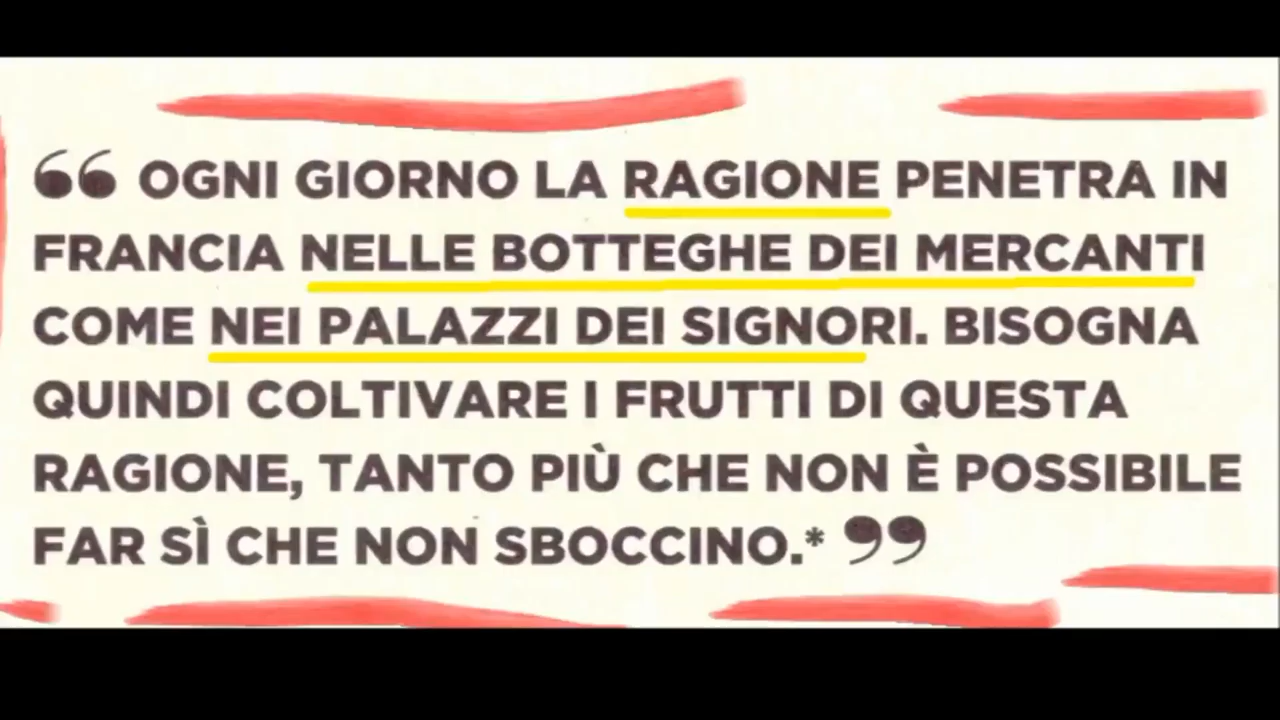 “ OGNI GIORNO LA RAGIONE PENETRA IN
FRANCIA NELLE BOTTEGHE DEI MERCANTI
COME NEI PALAZZI DEI SIGNORI. BISOGNA
QUINDI COLTIVARE I FRUTTI DI QUESTA
RAGIONE, TANTO PIÙ CHE NON È POSSIBILE
FAR SÌ CHE NON SBOCCINO.* ”